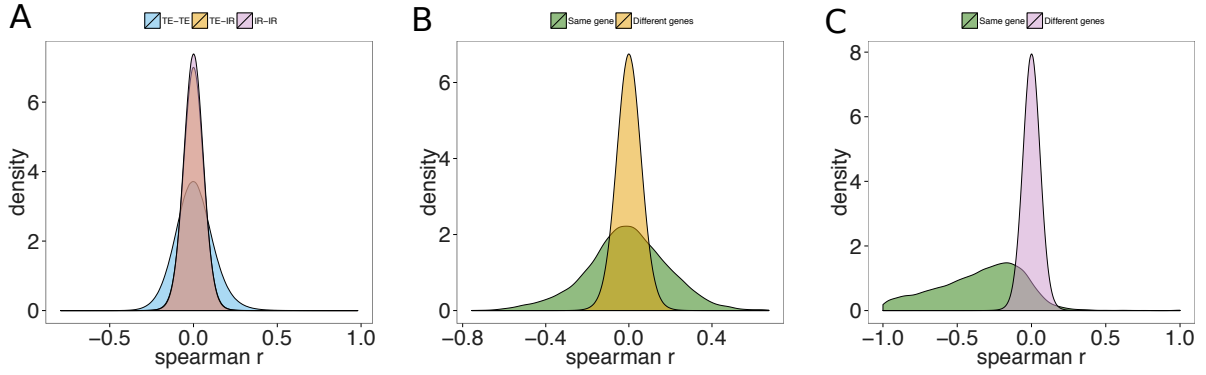 A
TE−TE TE−IR IR−IR
density
6
4
2
0
−0.5 0.0 0.5 1.0
spearman r
B
Same gene Different genes
density
6
4
2
0
−0.8 −0.4 0.0 0.4
spearman r
C
Same gene Different genes
density
8
6
4
2
0
−1.0 −0.5 0.0 0.5 1.0
spearman r